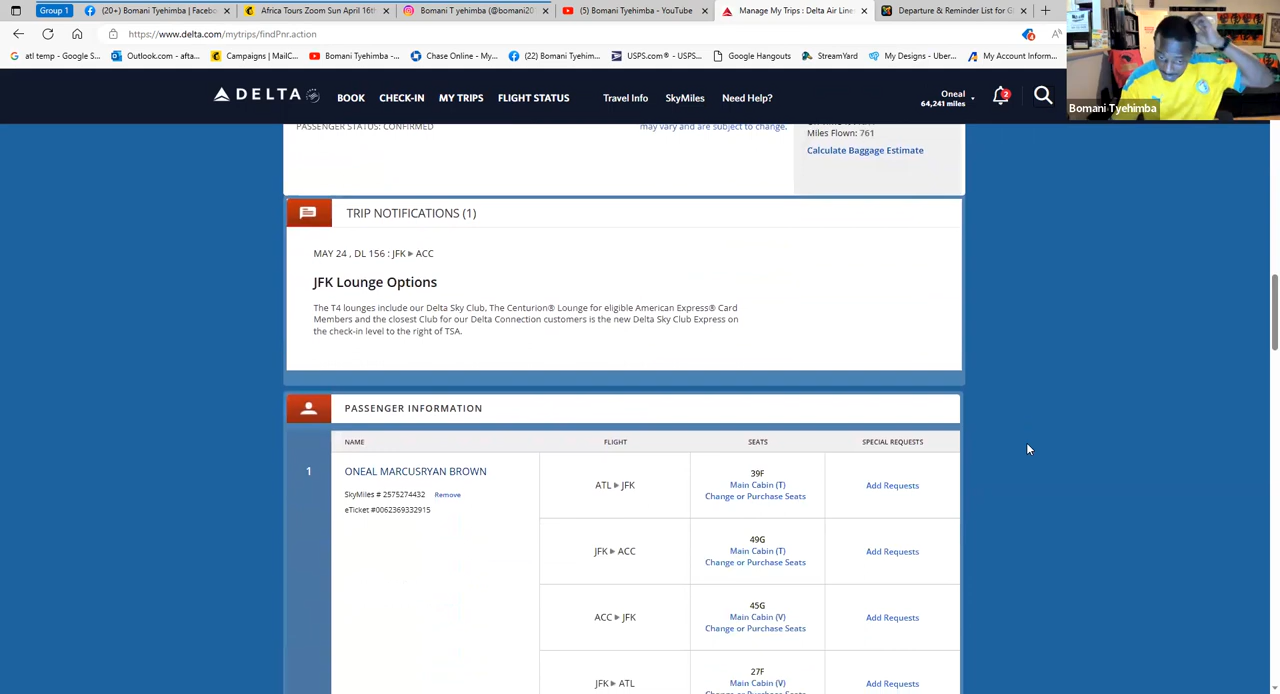 Group 1
(20+) Bomani Tyehimba | Faceboo
Africa Tours Zoom Sun April 16th
Bomani T yehimba (@bomani20
(5) Bomani Tyehimba - YouTube
Manage My Trips : Delta Air Line
Departure & Reminder List for G
https://www.delta.com/mytrips/findPnr.action
atl temp - Google S...
Outlook.com - afta...
Campaigns | MailC...
Bomani Tyehimba -...
Chase Online - My...
(22) Bomani Tyehim...
USPS.com® - USPS...
Google Hangouts
StreamYard
My Designs - Uber...
My Account Inform...
Bomani Tyehimba
DELTA
BOOK
CHECK-IN
MY TRIPS
FLIGHT STATUS
Travel Info
SkyMiles
Need Help?
Oneal
64,241 miles
2
PASSENGER STATUS: CONFIRMED
may vary and are subject to change.
Miles Flown: 761
Calculate Baggage Estimate
TRIP NOTIFICATIONS (1)
MAY 24 , DL 156 : JFK ▶ ACC
JFK Lounge Options
The T4 lounges include our Delta Sky Club, The Centurion® Lounge for eligible American Express® Card
Members and the closest Club for our Delta Connection customers is the new Delta Sky Club Express on
the check-in level to the right of TSA.
PASSENGER INFORMATION
NAME
FLIGHT
SEATS
SPECIAL REQUESTS
1
ONEAL MARCUSRYAN BROWN
SkyMiles # 2575274432 Remove
eTicket #0062369332915
ATL ▶ JFK
39F
Main Cabin (T)
Change or Purchase Seats
Add Requests
JFK ▶ ACC
49G
Main Cabin (T)
Change or Purchase Seats
Add Requests
ACC ▶ JFK
45G
Main Cabin (V)
Change or Purchase Seats
Add Requests
JFK ▶ ATL
27F
Main Cabin (V)
Change or Purchase Seats
Add Requests